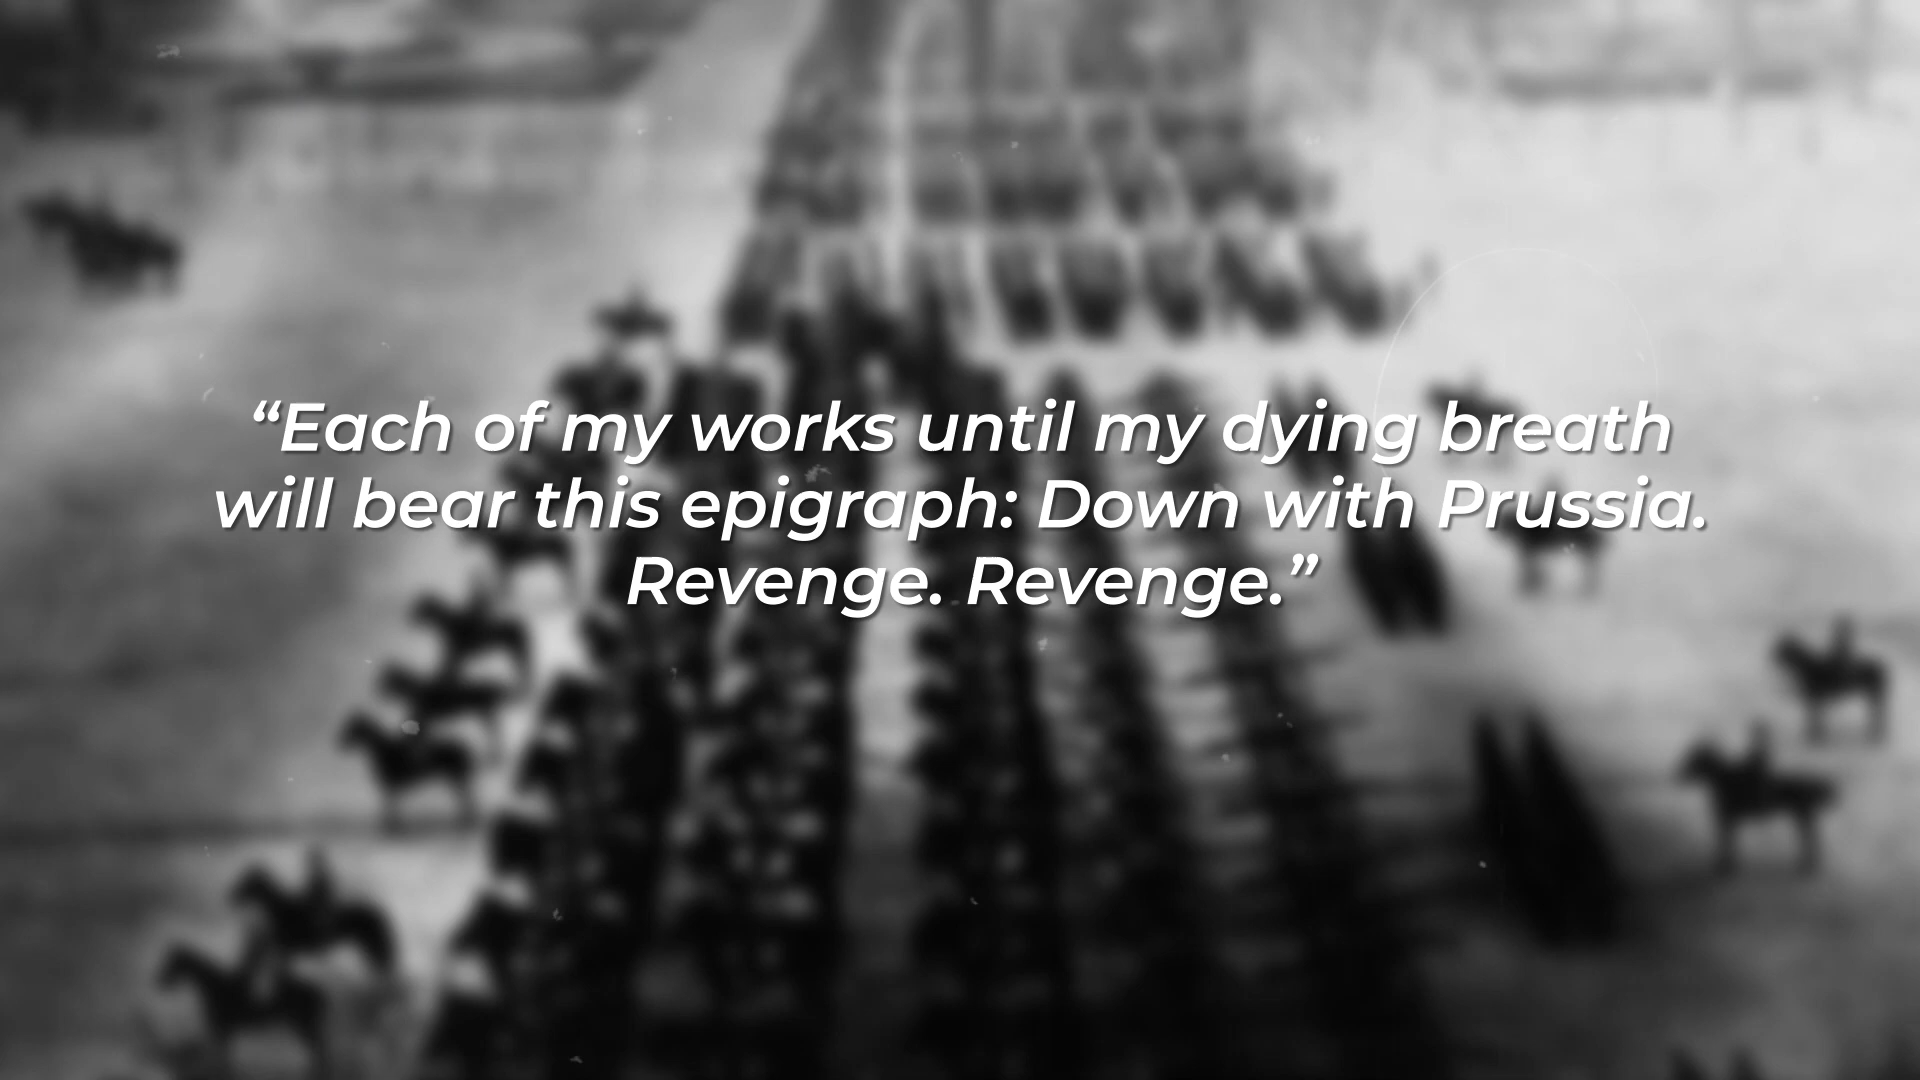 “Each of my works until my dying breath
will bear this epigraph: Down with Prussia.
Revenge. Revenge.”